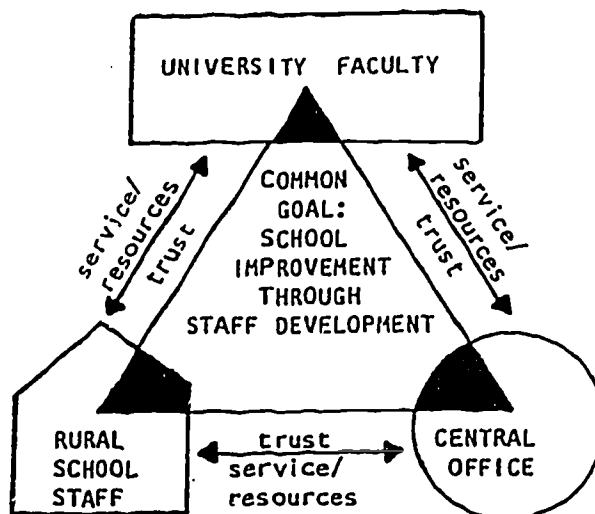 UNIVERSITY FACULTY
service/
resources
trust
service/
resources
trust
COMMON
GOAL:
SCHOOL
IMPROVEMENT
THROUGH
STAFF DEVELOPMENT
RURAL
SCHOOL
STAFF
trust
service/
resources
CENTRAL
OFFICE